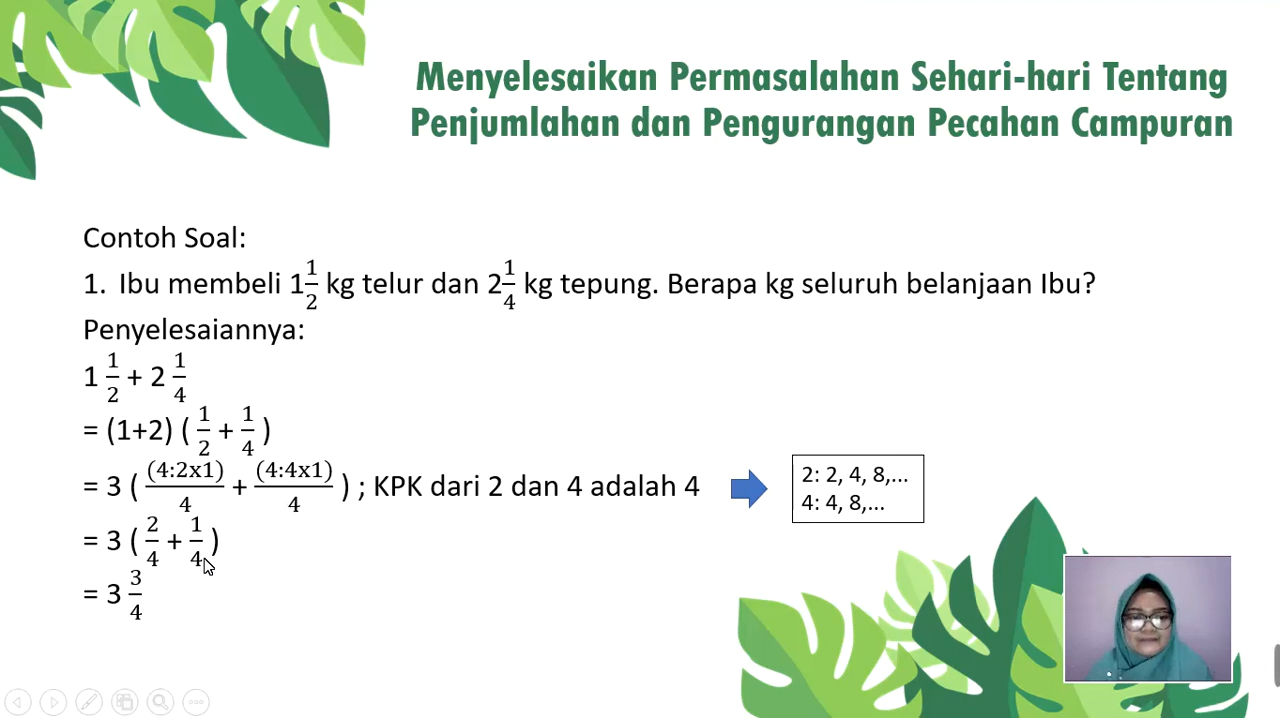 Menyelesaikan Permasalahan Sehari-hari Tentang
Penjumlahan dan Pengurangan Pecahan Campuran
Contoh Soal:
1. Ibu membeli 1 1/2 kg telur dan 2 1/4 kg tepung. Berapa kg seluruh belanjaan Ibu?
Penyelesaiannya:
1 1/2 + 2 1/4
= (1+2) ( 1/2 + 1/4 )
= 3 ( (4:2x1)/4 + (4:4x1)/4 ) ; KPK dari 2 dan 4 adalah 4
2: 2, 4, 8,...
4: 4, 8,...
= 3 ( 2/4 + 1/4 )
= 3 3/4